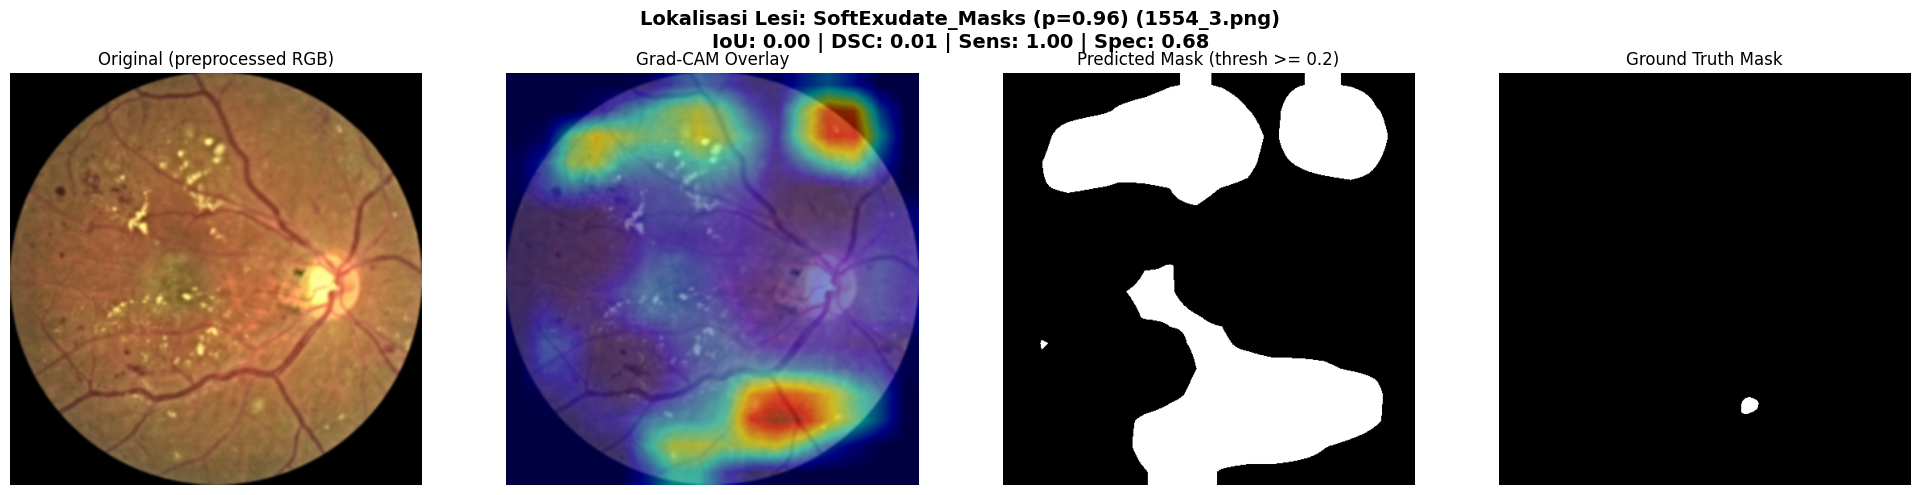 Lokalisasi Lesi: SoftExudate_Masks (p=0.96) (1554_3.png)
IoU: 0.00 | DSC: 0.01 | Sens: 1.00 | Spec: 0.68
Original (preprocessed RGB)
Grad-CAM Overlay
Predicted Mask (thresh >= 0.2)
Ground Truth Mask